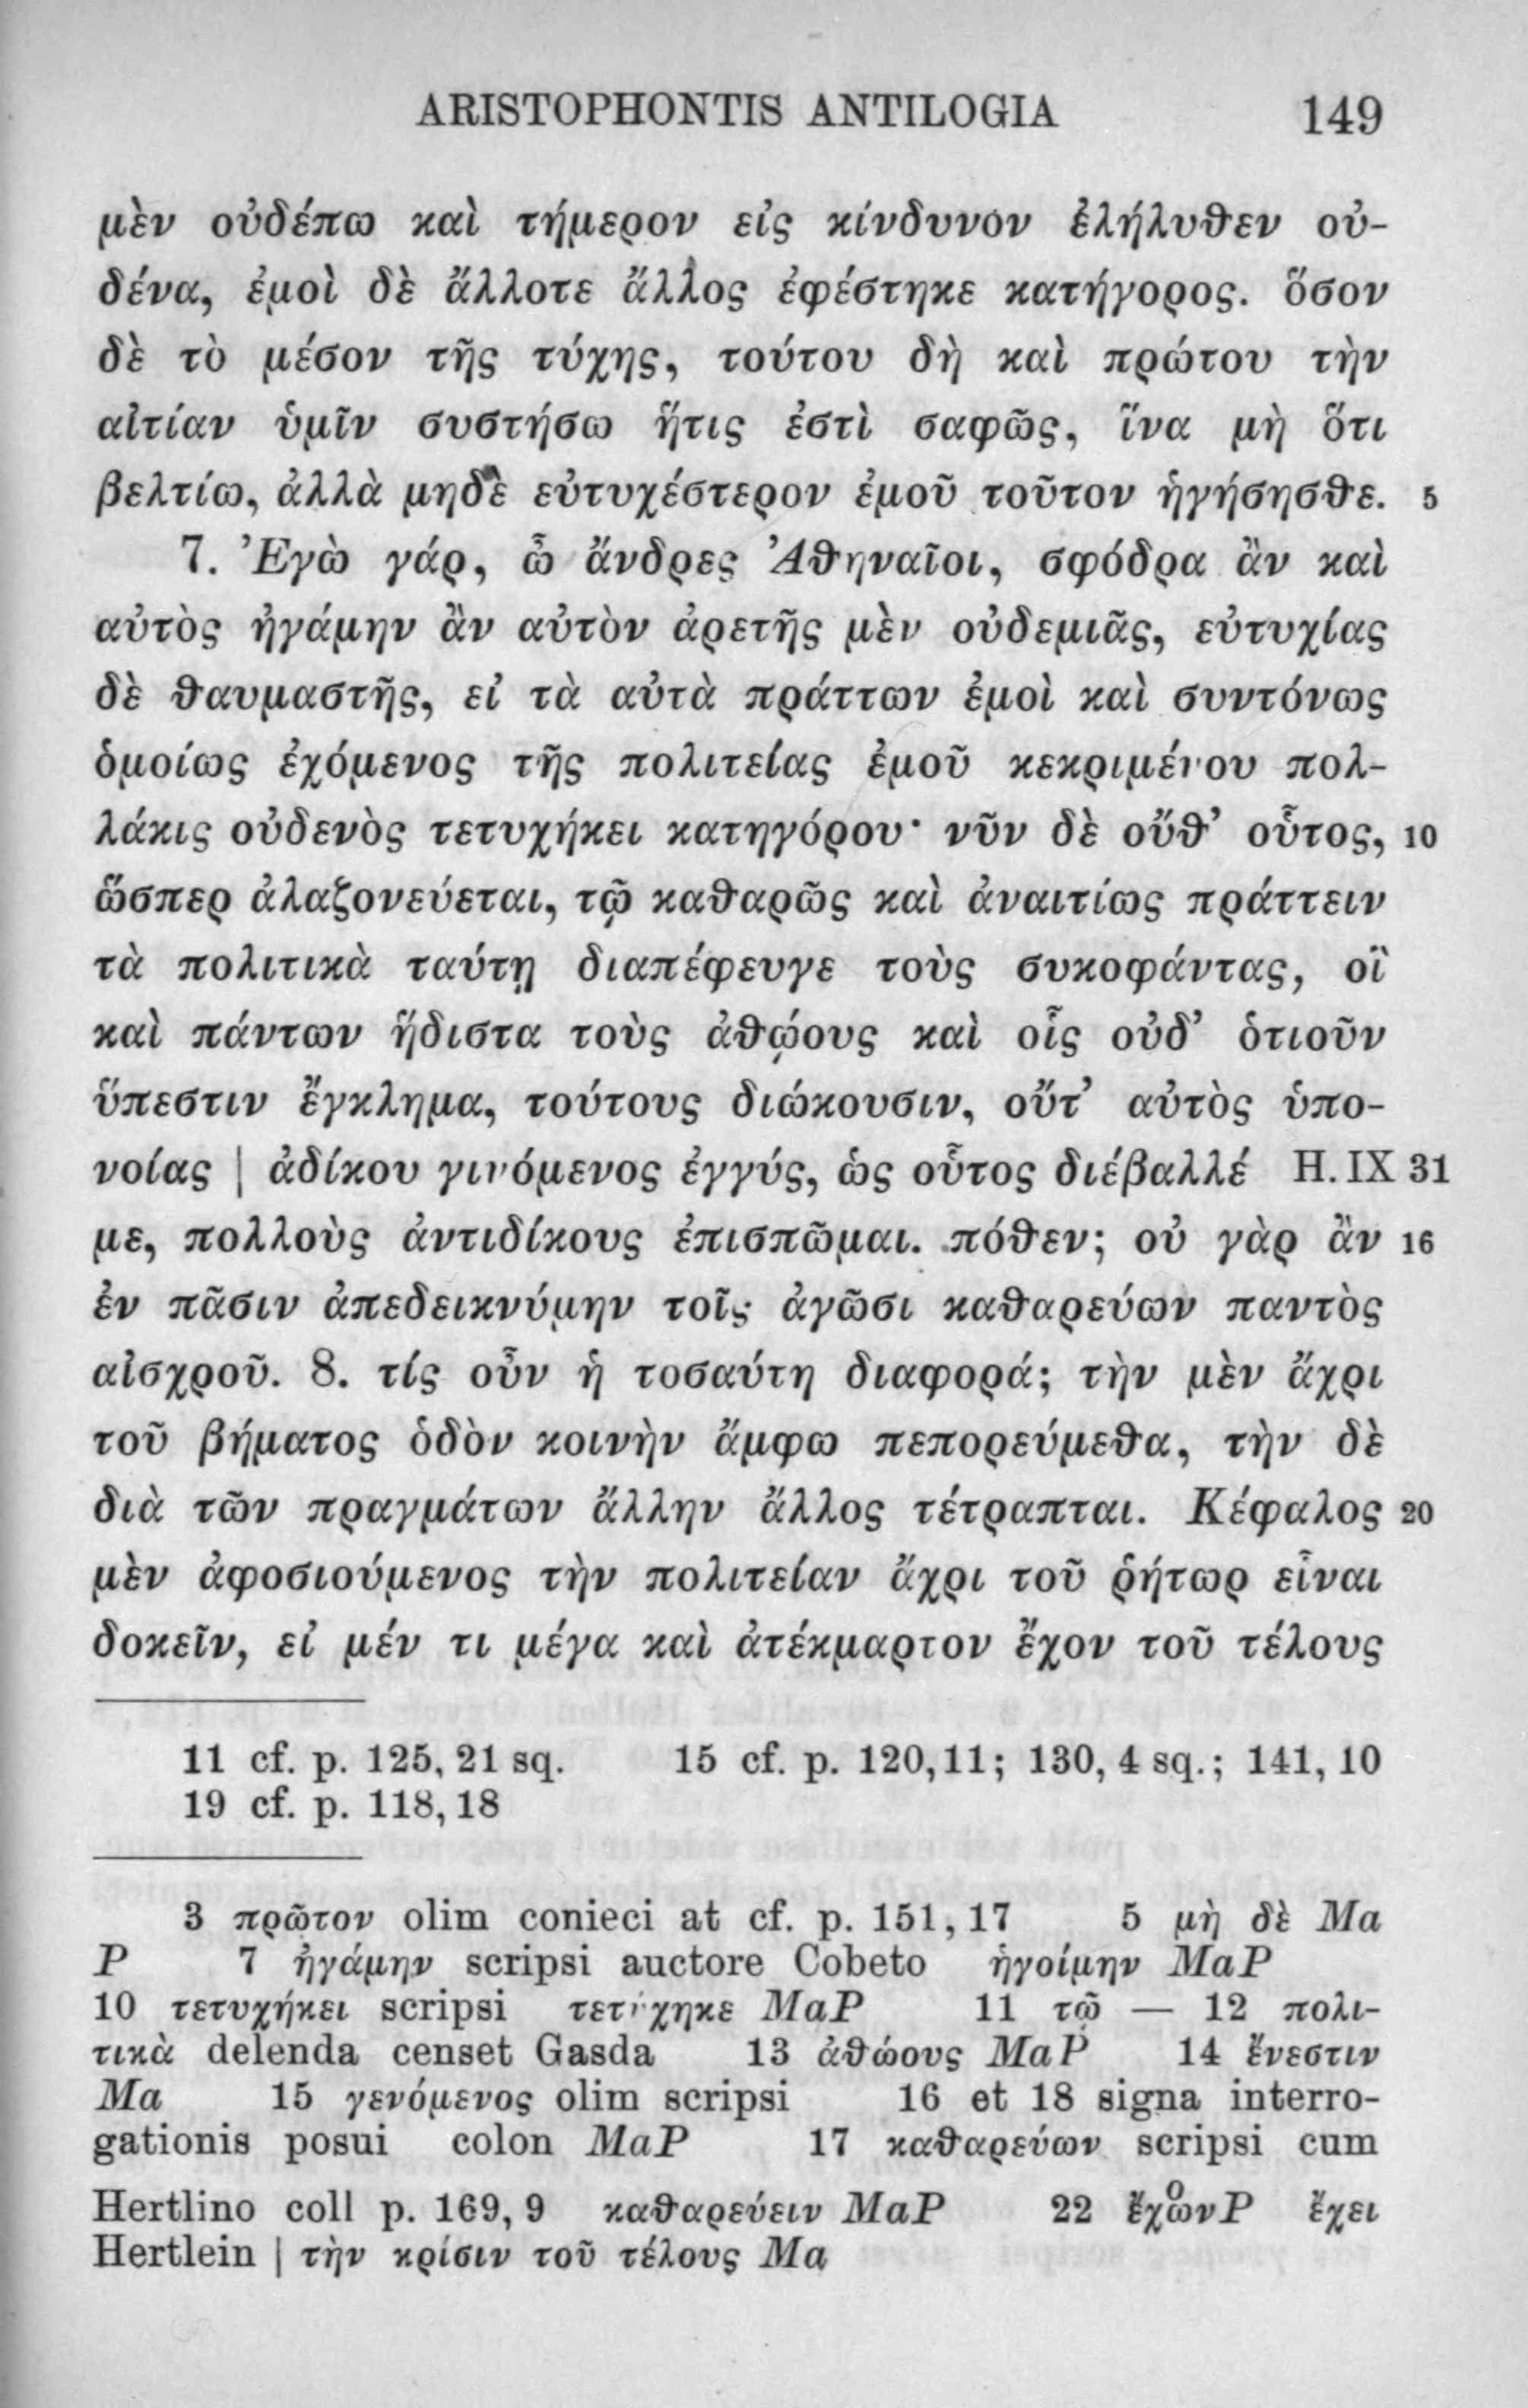 ARISTOPHONTIS ANTILOGIA 149
μὲν οὐδέπω καὶ τήμερον εἰς κίνδυνον ἐλήλυθεν οὐ-
δένα, ἐμοὶ δὲ ἄλλοτε ἄλλος ἐφέστηκε κατήγορος. ὅσον
δὲ τὸ μέσον τῆς τύχης, τούτου δὴ καὶ πρώτου τὴν
αἰτίαν ὑμῖν συστήσω ἥτις ἐστὶ σαφῶς, ἵνα μὴ ὅτι
βελτίω, ἀλλὰ μηδὲ εὐτυχέστερον ἐμοῦ τοῦτον ἡγήσησθε. 5
7. Ἐγὼ γάρ, ὦ ἄνδρες Ἀθηναῖοι, σφόδρα ἂν καὶ
αὐτὸς ἠγάμην ἂν αὐτὸν ἀρετῆς μὲν οὐδεμιᾶς, εὐτυχίας
δὲ θαυμαστῆς, εἰ τὰ αὐτὰ πράττων ἐμοὶ καὶ συντόνως
ὁμοίως ἐχόμενος τῆς πολιτείας ἐμοῦ κεκριμένου πολ-
λάκις οὐδενὸς τετυχήκει κατηγόρου· νῦν δὲ οὔθ’ οὗτος, 10
ὥσπερ ἀλαζονεύεται, τῷ καθαρῶς καὶ ἀναιτίως πράττειν
τὰ πολιτικὰ ταύτῃ διαπέφευγε τοὺς συκοφάντας, οἳ
καὶ πάντων ἥδιστα τοὺς ἀθῴους καὶ οἷς οὐδ’ ὁτιοῦν
ὕπεστιν ἔγκλημα, τούτους διώκουσιν, οὔτ’ αὐτὸς ὑπο-
νοίας | ἀδίκου γινόμενος ἐγγύς, ὡς οὗτος διέβαλλέ H. IX 31
με, πολλοὺς ἀντιδίκους ἐπισπῶμαι. πόθεν; οὐ γὰρ ἂν 16
ἐν πᾶσιν ἀπεδεικνύμην τοῖς ἀγῶσι καθαρεύων παντὸς
αἰσχροῦ. 8. τίς οὖν ἡ τοσαύτη διαφορά; τὴν μὲν ἄχρι
τοῦ βήματος ὁδὸν κοινὴν ἄμφω πεπορεύμεθα, τὴν δὲ
διὰ τῶν πραγμάτων ἄλλην ἄλλος τέτραπται. Κέφαλος 20
μὲν ἀφοσιούμενος τὴν πολιτείαν ἄχρι τοῦ ῥήτωρ εἶναι
δοκεῖν, εἰ μέν τι μέγα καὶ ἀτέκμαρτον ἔχον τοῦ τέλους
11 cf. p. 125, 21 sq. 15 cf. p. 120,11; 130, 4 sq.; 141, 10
19 cf. p. 118, 18
3 πρῶτον olim conieci at cf. p. 151, 17 5 μὴ δὲ Ma
P 7 ἠγάμην scripsi auctore Cobeto ἡγοίμην MaP
10 τετυχήκει scripsi τετύχηκε MaP 11 τῷ — 12 πολι-
τικὰ delenda censet Gasda 13 ἀθώους MaP 14 ἔνεστιν
Ma 15 γενόμενος olim scripsi 16 et 18 signa interro-
gationis posui colon MaP 17 καθαρεύων scripsi cum
Hertlino coll p. 169, 9 καθαρεύειν MaP 22 ἔχὁων P ἔχει
Hertlein | τὴν κρίσιν τοῦ τέλους Ma